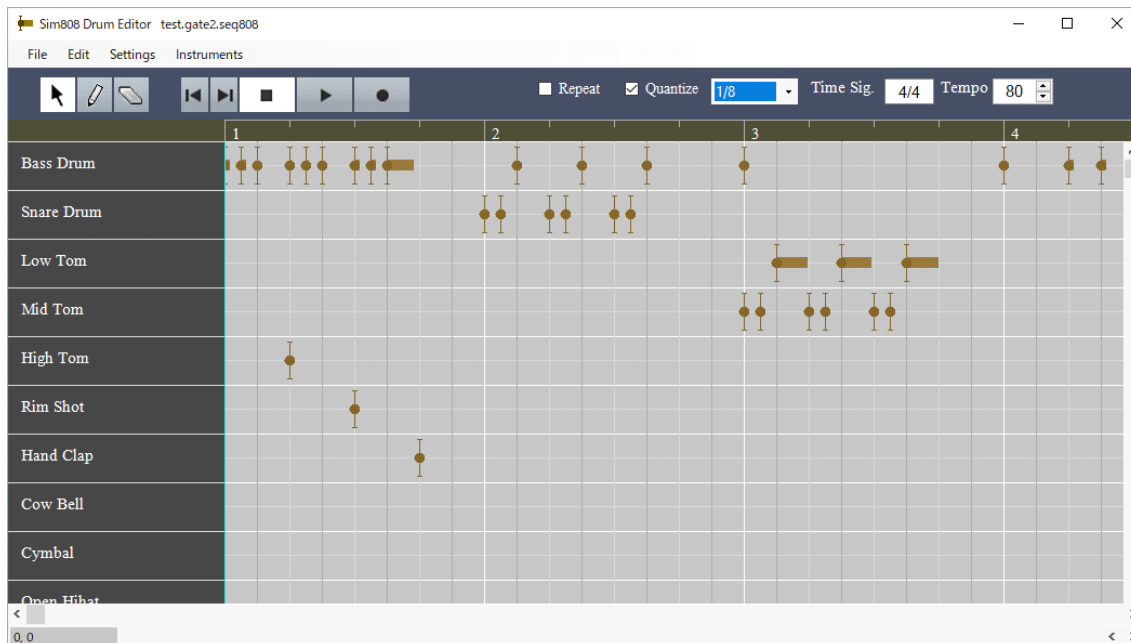 Sim808 Drum Editor test.gate2.seq808
File Edit Settings Instruments
Repeat Quantize 1/8 Time Sig. 4/4 Tempo 80
1 2 3 4
Bass Drum
Snare Drum
Low Tom
Mid Tom
High Tom
Rim Shot
Hand Clap
Cow Bell
Cymbal
Open Hihat
0, 0